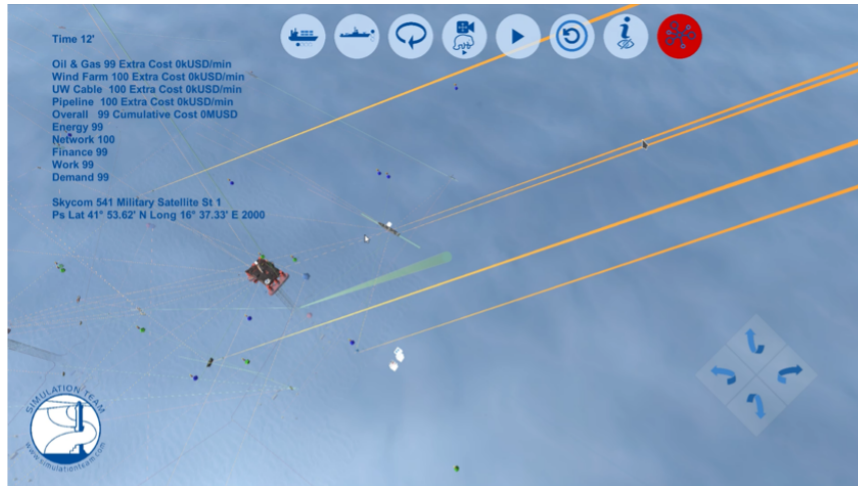 Time 12'
Oil & Gas 99 Extra Cost 0kUSD/min
Wind Farm 100 Extra Cost 0kUSD/min
UW Cable 100 Extra Cost 0kUSD/min
Pipeline 100 Extra Cost 0kUSD/min
Overall 99 Cumulative Cost 0MUSD
Energy 99
Network 100
Finance 99
Work 99
Demand 99
Skycom 541 Military Satellite St 1
Ps Lat 41° 53.62' N Long 16° 37.33' E 2000
SIMULATION TEAM
www.simulationteam.com